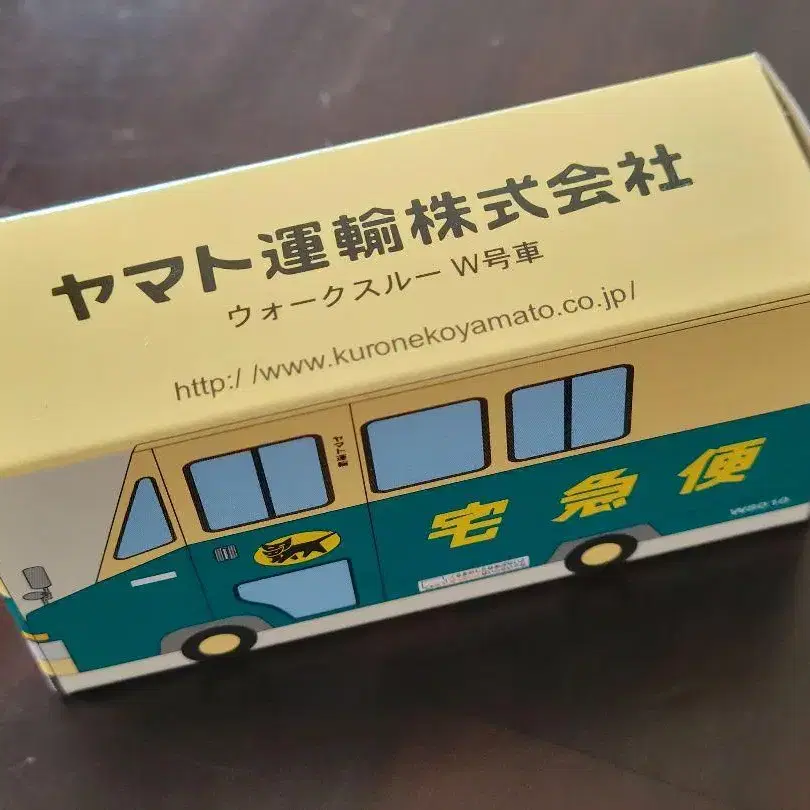 ヤマト運輸株式会社
ウォークスルー W号車
http://www.kuronekoyamato.co.jp/
ヤマト運輸
宅急便